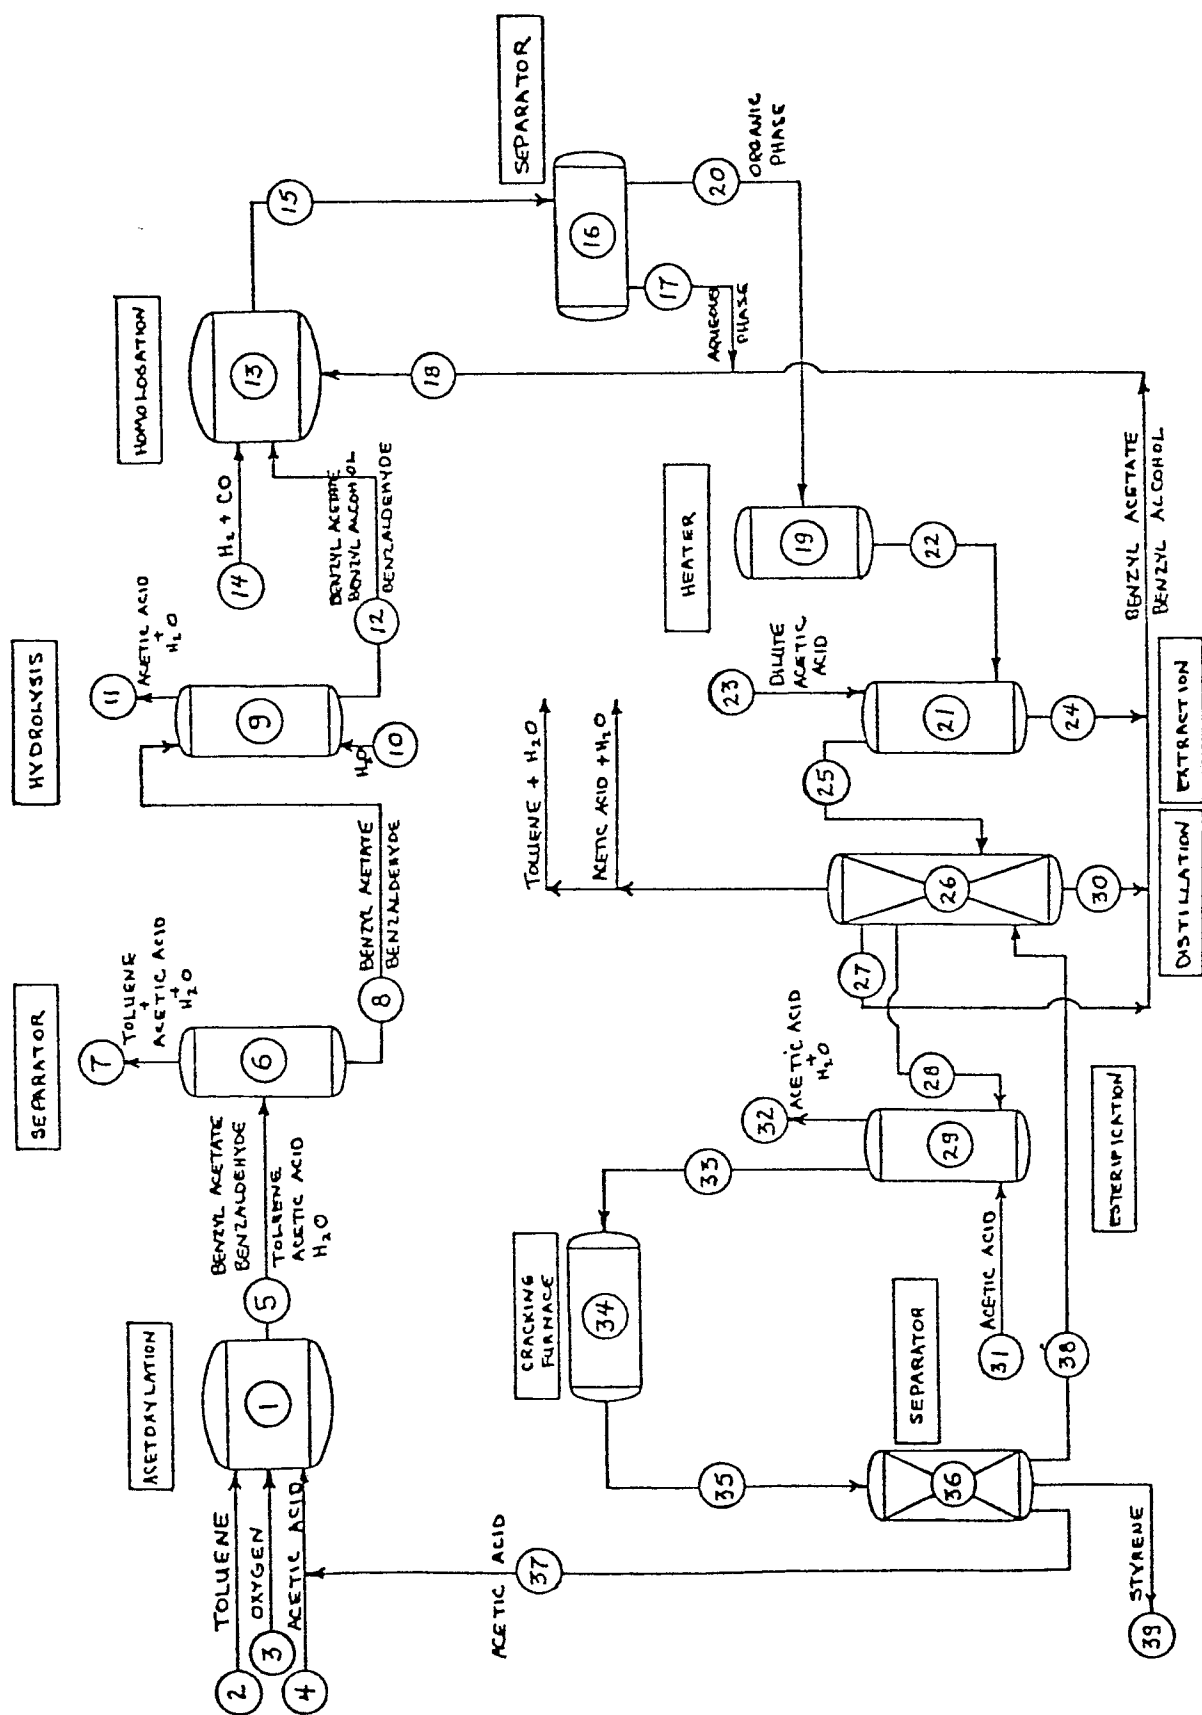 ACETOXYLATION
SEPARATOR
HYDROLYSIS
HOMOLOGATION
SEPARATOR
2
TOLUENE
3
OXYGEN
4
ACETIC ACID
1
5
BENZYL ACETATE
BENZALDEHYDE
TOLUENE
ACETIC ACID
H2O
6
7
TOLUENE
+
ACETIC ACID
+
H2O
8
BENZYL ACETATE
BENZALDEHYDE
9
10
H2O
11
ACETIC ACID
+
H2O
12
BENZYL ACETATE
BENZYL ALCOHOL
BENZALDEHYDE
13
14
H2 + CO
15
16
17
AQUEOUS
PHASE
18
20
ORGANIC
PHASE
HEATER
19
22
21
23
DILUTE
ACETIC
ACID
24
25
26
TOLUENE + H2O
ACETIC ACID + H2O
27
28
29
30
BENZYL ACETATE
BENZYL ALCOHOL
EXTRACTION
DISTILLATION
ESTERIFICATION
31
ACETIC ACID
32
ACETIC ACID
+
H2O
33
CRACKING
FURNACE
34
35
SEPARATOR
36
37
ACETIC ACID
38
39
STYRENE